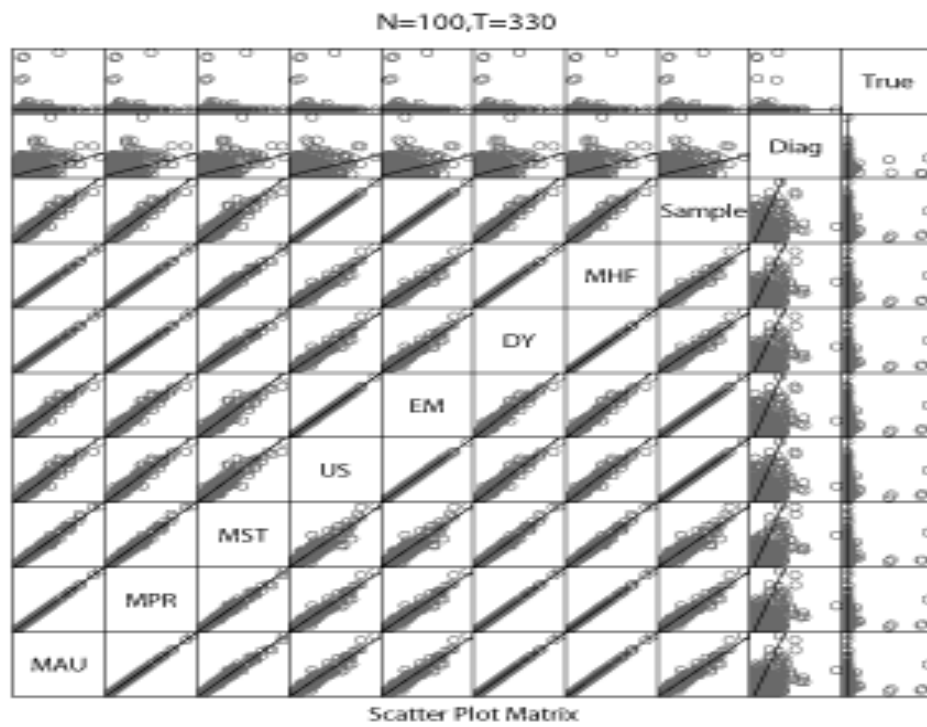 N=100,T=330
True
Diag
Sample
MHF
DY
EM
US
MST
MPR
MAU
Scatter Plot Matrix